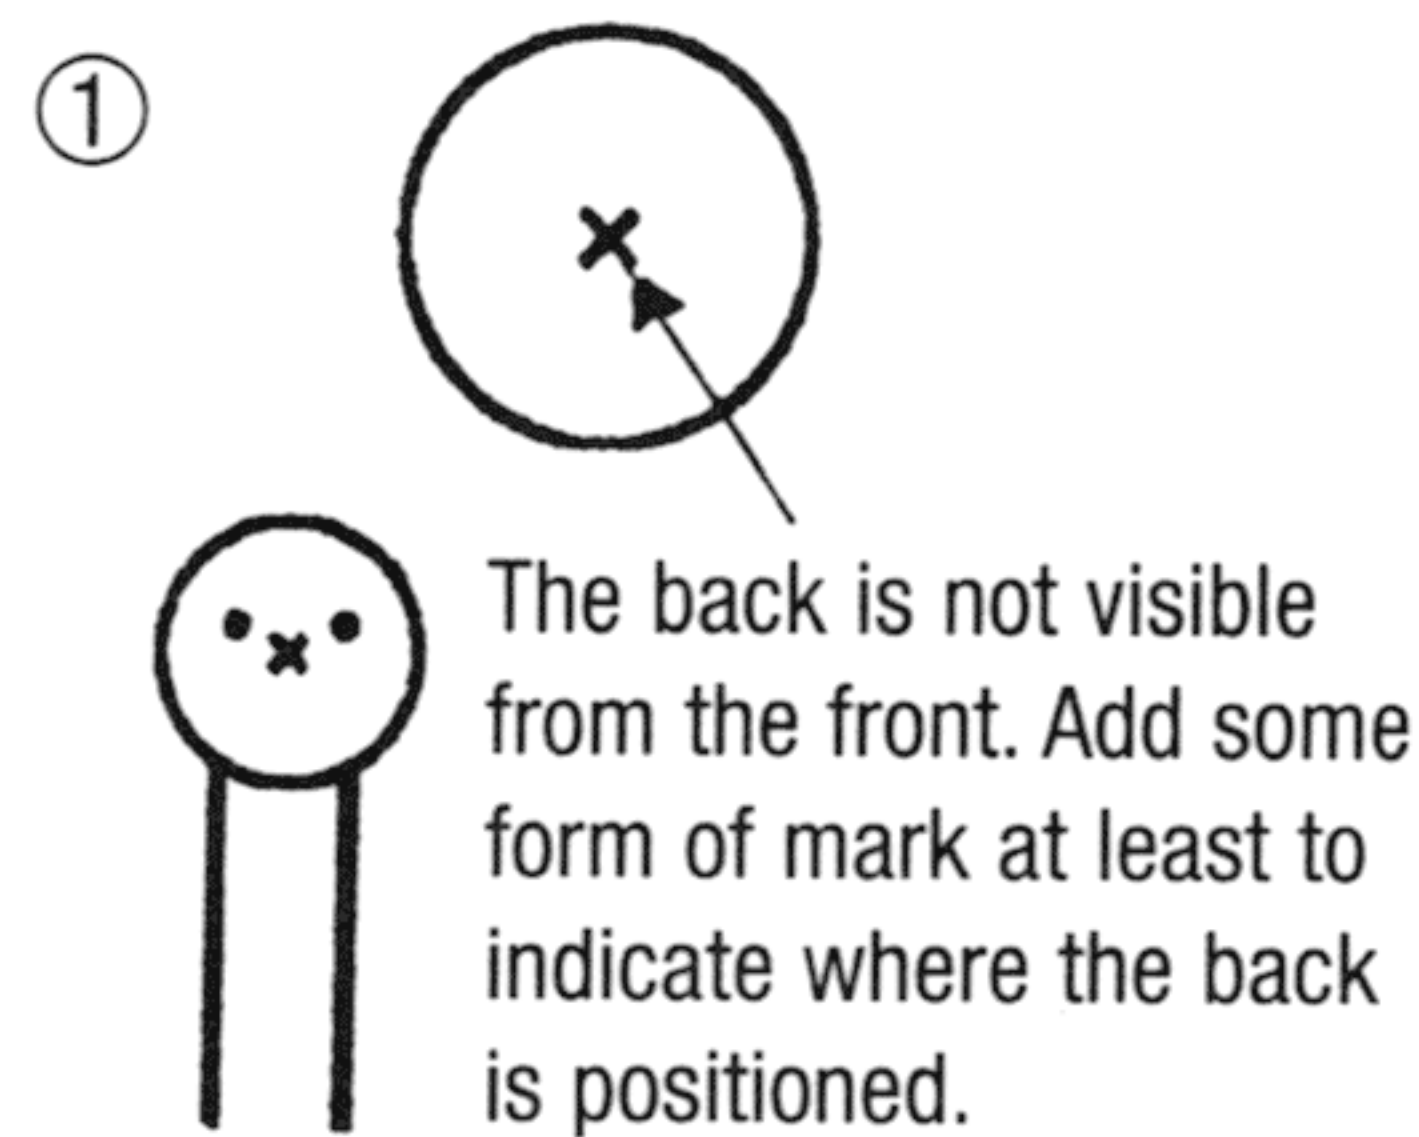 ①
The back is not visible
from the front. Add some
form of mark at least to
indicate where the back
is positioned.